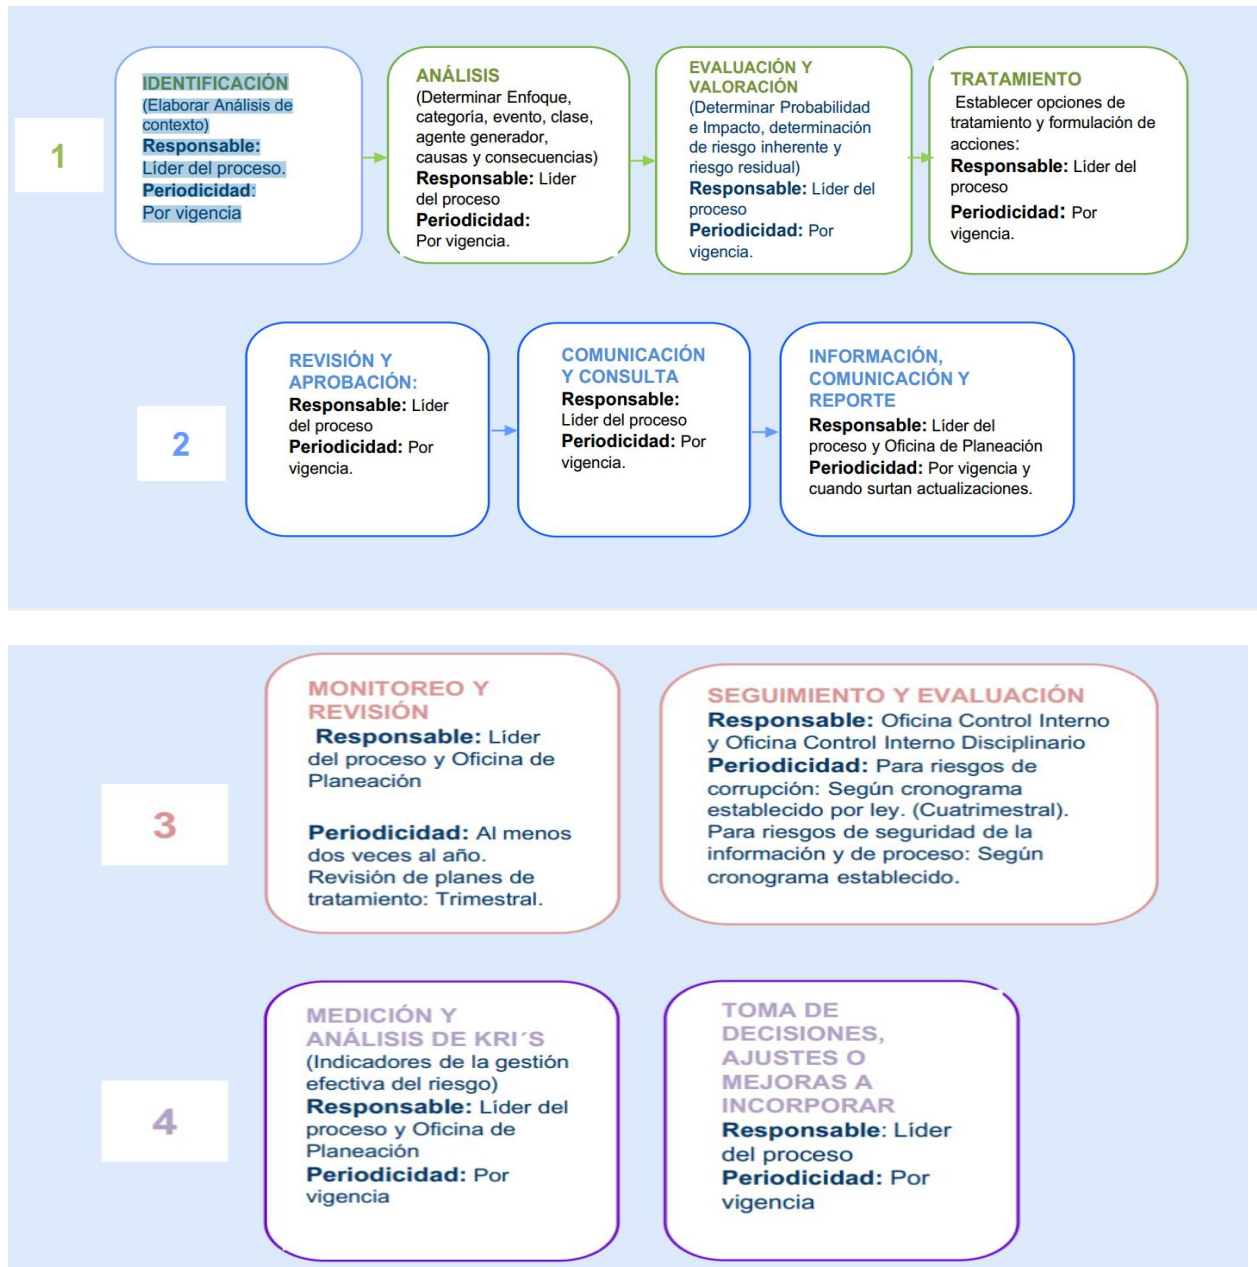 1
IDENTIFICACIÓN
(Elaborar Análisis de
contexto)
Responsable:
Líder del proceso.
Periodicidad:
Por vigencia
ANÁLISIS
(Determinar Enfoque,
categoría, evento, clase,
agente generador,
causas y consecuencias)
Responsable: Líder
del proceso
Periodicidad:
Por vigencia.
EVALUACIÓN Y
VALORACIÓN
(Determinar Probabilidad
e Impacto, determinación
de riesgo inherente y
riesgo residual)
Responsable: Líder del
proceso
Periodicidad: Por
vigencia.
TRATAMIENTO
Establecer opciones de
tratamiento y formulación de
acciones:
Responsable: Líder del
proceso
Periodicidad: Por
vigencia.
2
REVISIÓN Y
APROBACIÓN:
Responsable: Líder
del proceso
Periodicidad: Por
vigencia.
COMUNICACIÓN
Y CONSULTA
Responsable:
Líder del proceso
Periodicidad: Por
vigencia.
INFORMACIÓN,
COMUNICACIÓN Y
REPORTE
Responsable: Líder del
proceso y Oficina de Planeación
Periodicidad: Por vigencia y
cuando surtan actualizaciones.
3
MONITOREO Y
REVISIÓN
Responsable: Líder
del proceso y Oficina de
Planeación
Periodicidad: Al menos
dos veces al año.
Revisión de planes de
tratamiento: Trimestral.
SEGUIMIENTO Y EVALUACIÓN
Responsable: Oficina Control Interno
y Oficina Control Interno Disciplinario
Periodicidad: Para riesgos de
corrupción: Según cronograma
establecido por ley. (Cuatrimestral).
Para riesgos de seguridad de la
información y de proceso: Según
cronograma establecido.
4
MEDICIÓN Y
ANÁLISIS DE KRI´S
(Indicadores de la gestión
efectiva del riesgo)
Responsable: Líder del
proceso y Oficina de
Planeación
Periodicidad: Por
vigencia
TOMA DE
DECISIONES,
AJUSTES O
MEJORAS A
INCORPORAR
Responsable: Líder
del proceso
Periodicidad: Por
vigencia